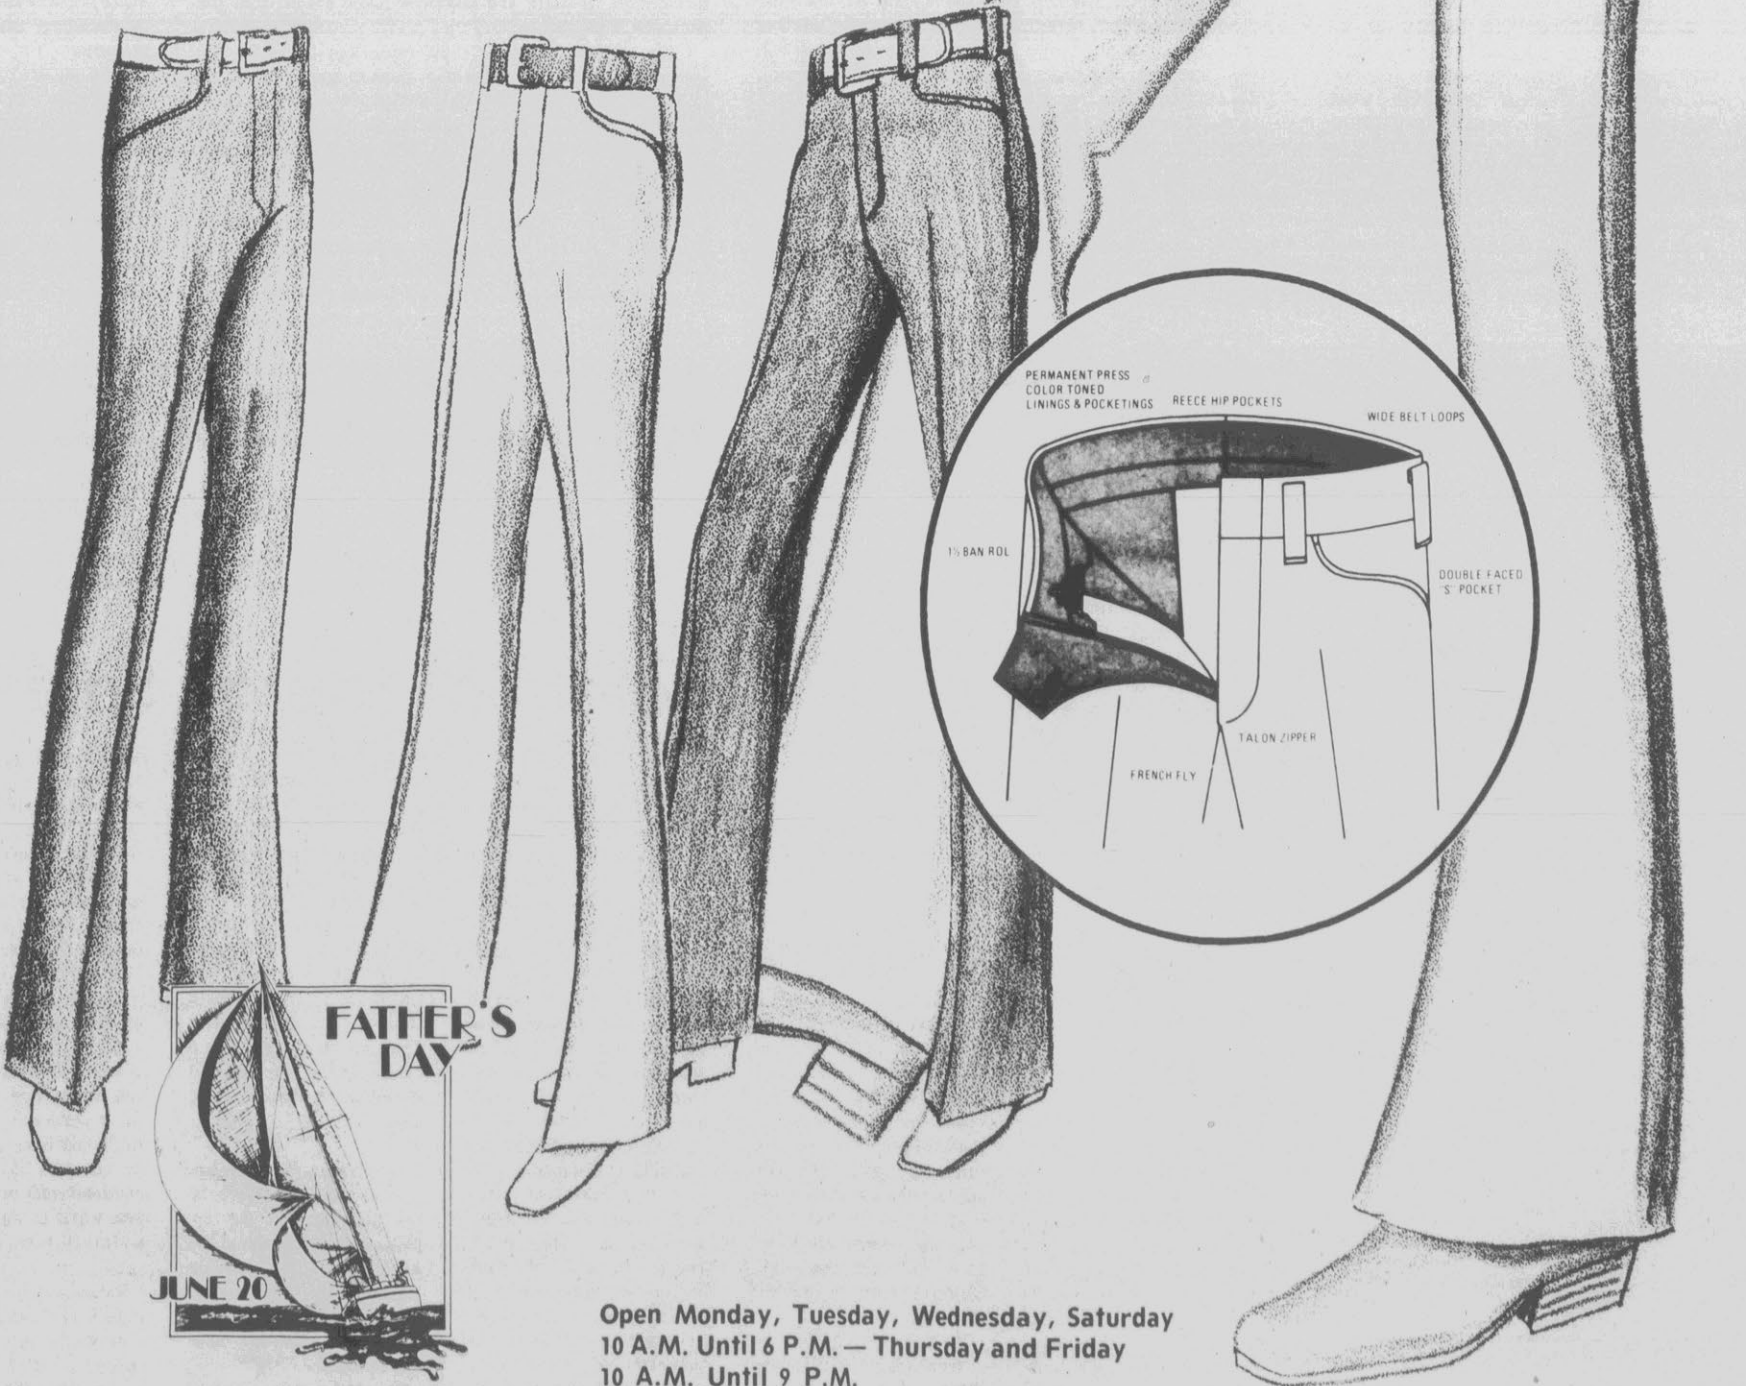 PERMANENT PRESS
COLOR TONED
LININGS & POCKETINGS
REECE HIP POCKETS
WIDE BELT LOOPS
1½ BAN ROL
DOUBLE FACED
"S" POCKET
TALON ZIPPER
FRENCH FLY
FATHER'S
DAY
JUNE 20
Open Monday, Tuesday, Wednesday, Saturday
10 A.M. Until 6 P.M. — Thursday and Friday
10 A.M. Until 9 P.M.